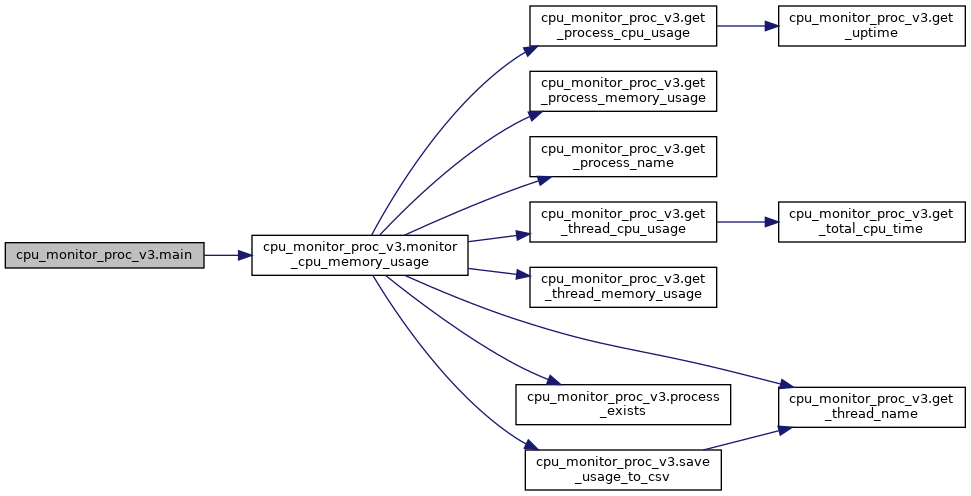 cpu_monitor_proc_v3.main
cpu_monitor_proc_v3.monitor
_cpu_memory_usage
cpu_monitor_proc_v3.get
_process_cpu_usage
cpu_monitor_proc_v3.get
_uptime
cpu_monitor_proc_v3.get
_process_memory_usage
cpu_monitor_proc_v3.get
_process_name
cpu_monitor_proc_v3.get
_thread_cpu_usage
cpu_monitor_proc_v3.get
_total_cpu_time
cpu_monitor_proc_v3.get
_thread_memory_usage
cpu_monitor_proc_v3.process
_exists
cpu_monitor_proc_v3.get
_thread_name
cpu_monitor_proc_v3.save
_usage_to_csv